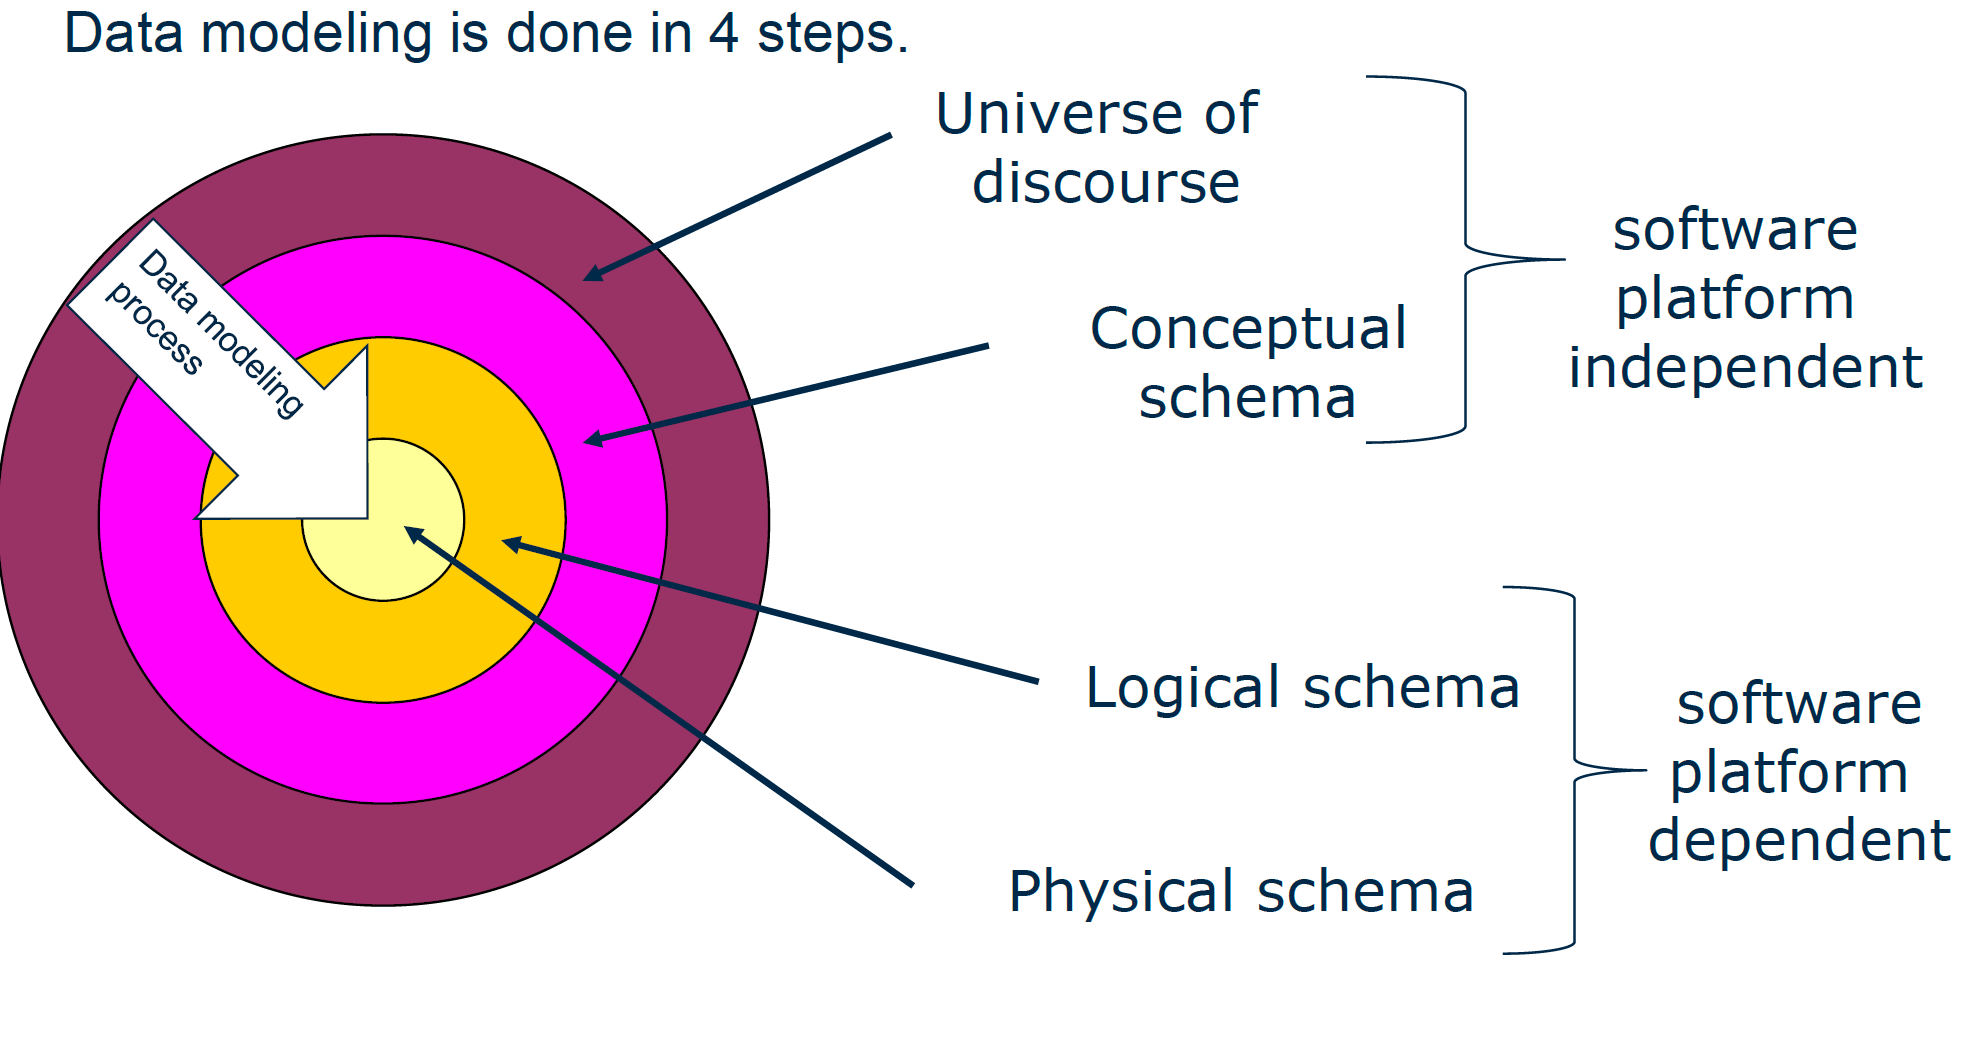 Data modeling is done in 4 steps.
Universe of
discourse
Conceptual
schema
software
platform
independent
Data modeling
process
Logical schema
Physical schema
software
platform
dependent